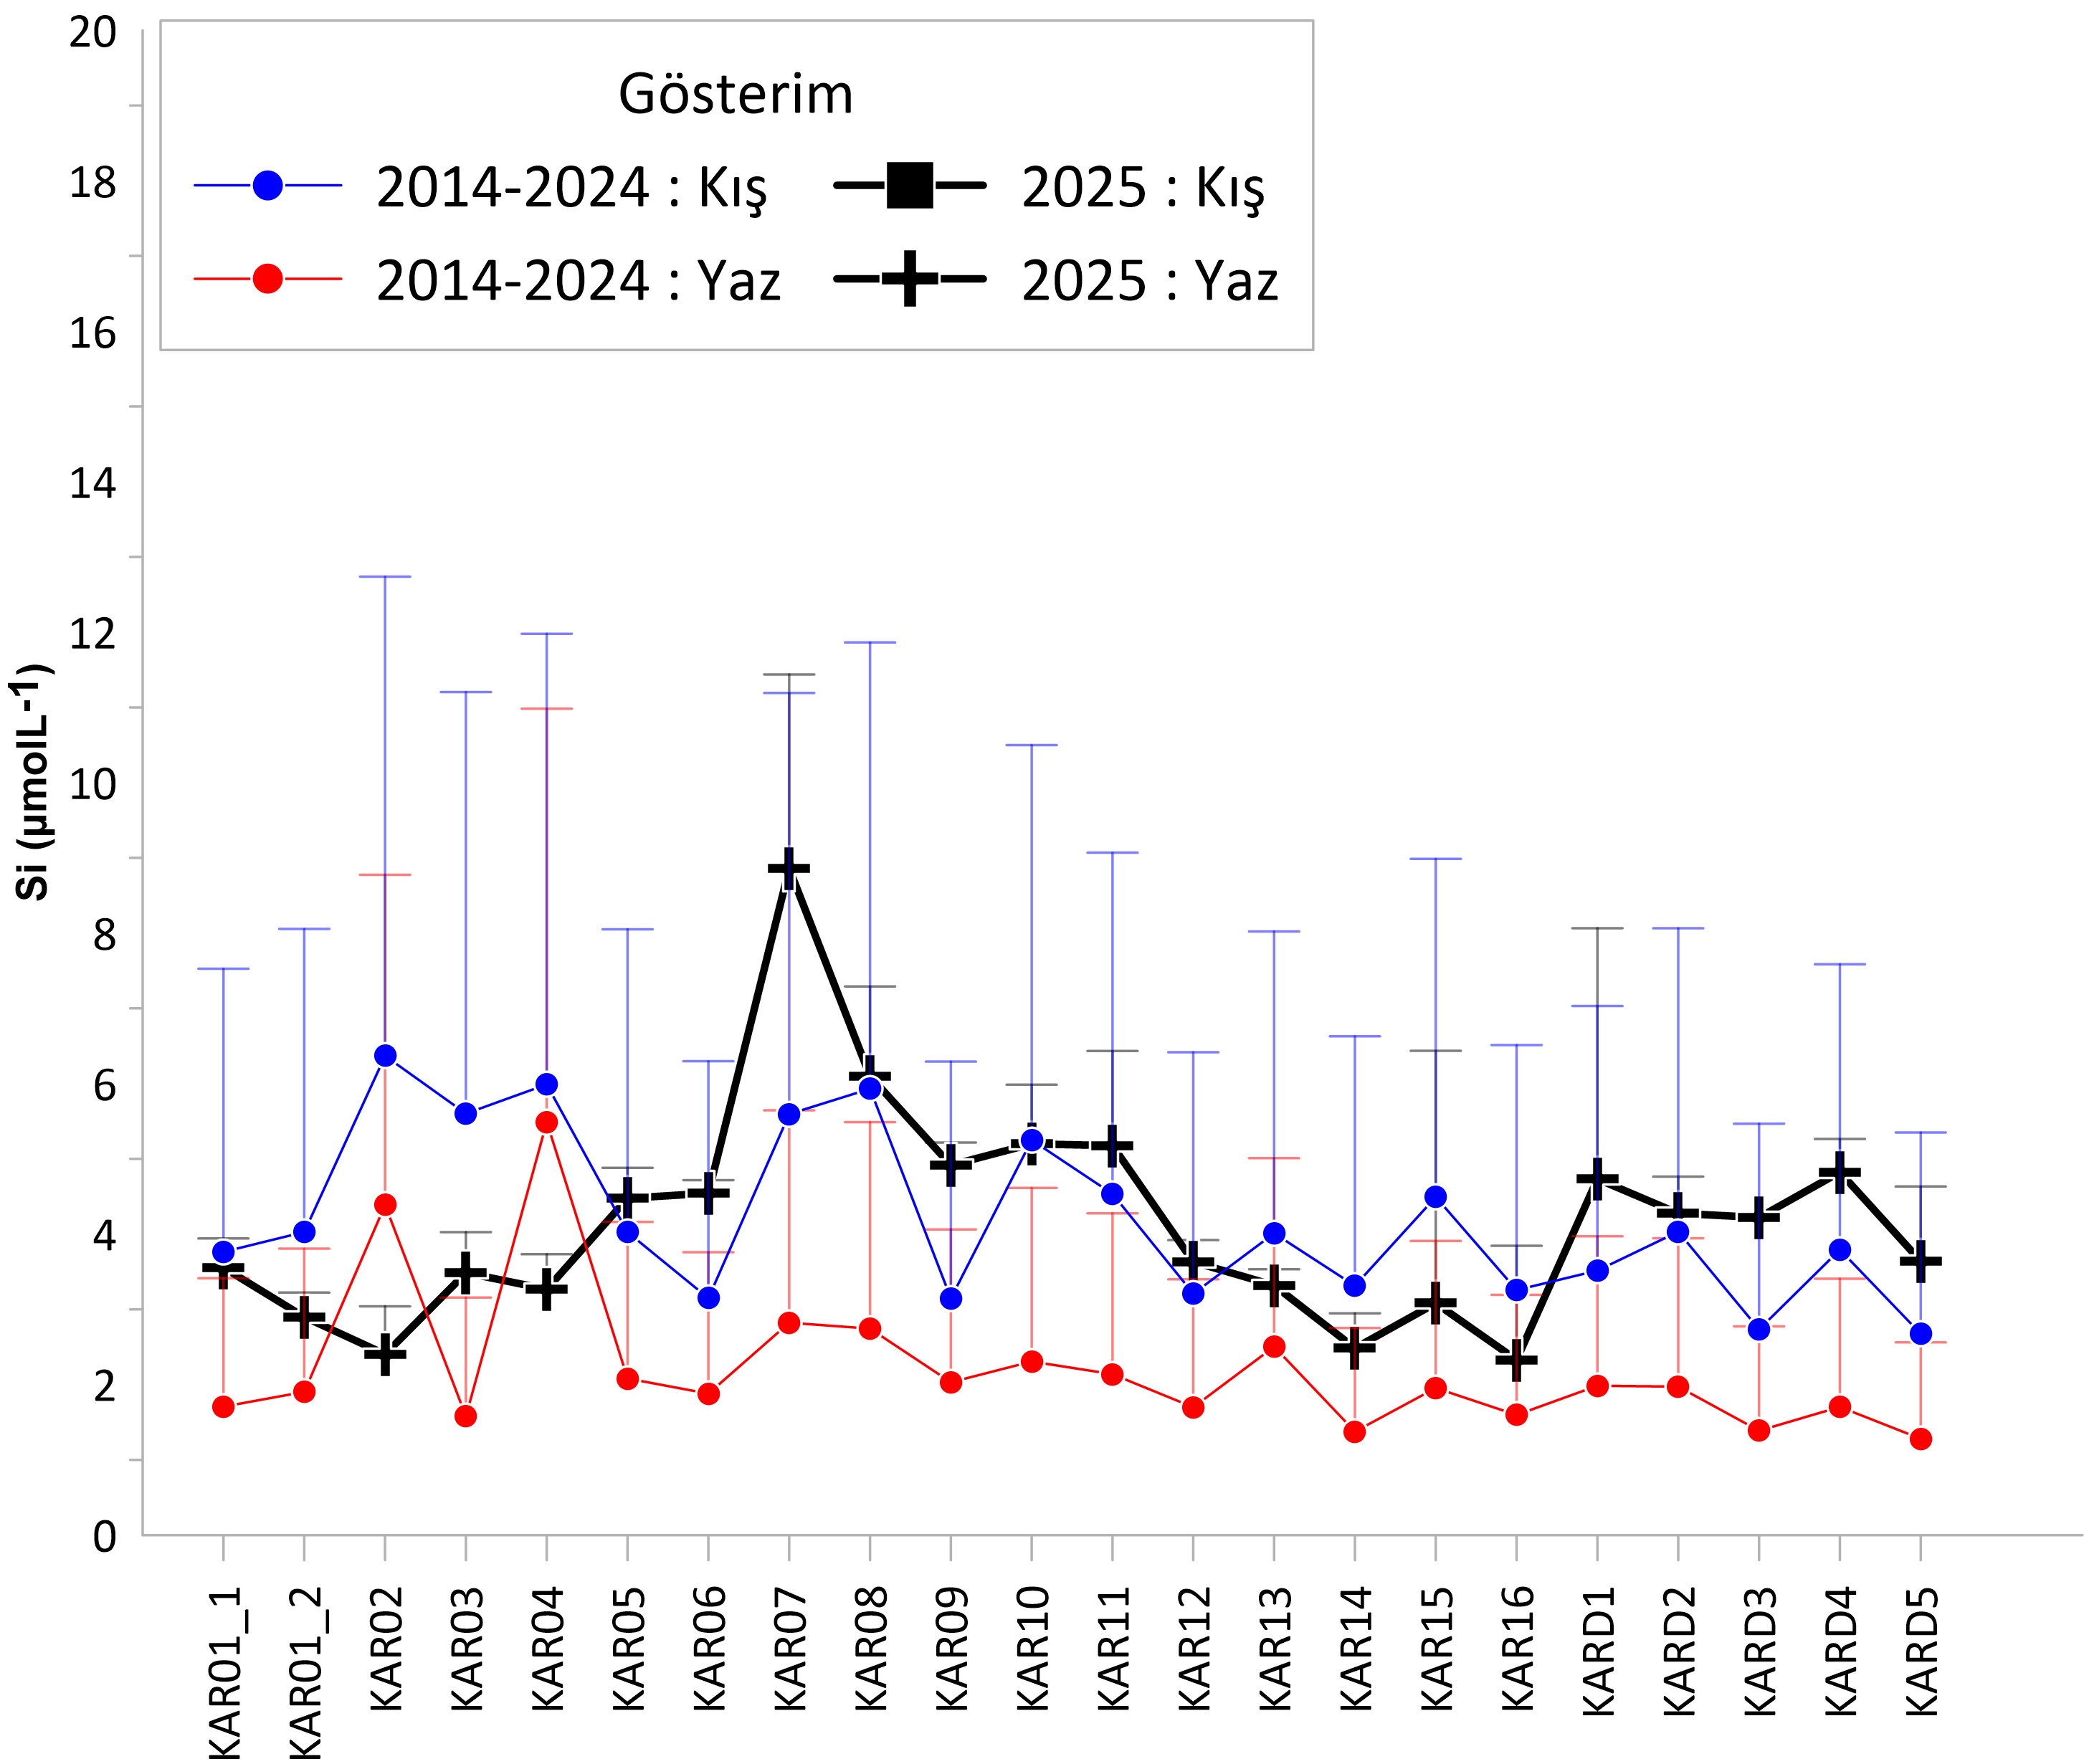 Gösterim
2014-2024 : Kış
2025 : Kış
2014-2024 : Yaz
2025 : Yaz
20
18
16
14
12
10
8
6
4
2
0
Si (µmolL-1)
KAR01_1
KAR01_2
KAR02
KAR03
KAR04
KAR05
KAR06
KAR07
KAR08
KAR09
KAR10
KAR11
KAR12
KAR13
KAR14
KAR15
KAR16
KARD1
KARD2
KARD3
KARD4
KARD5